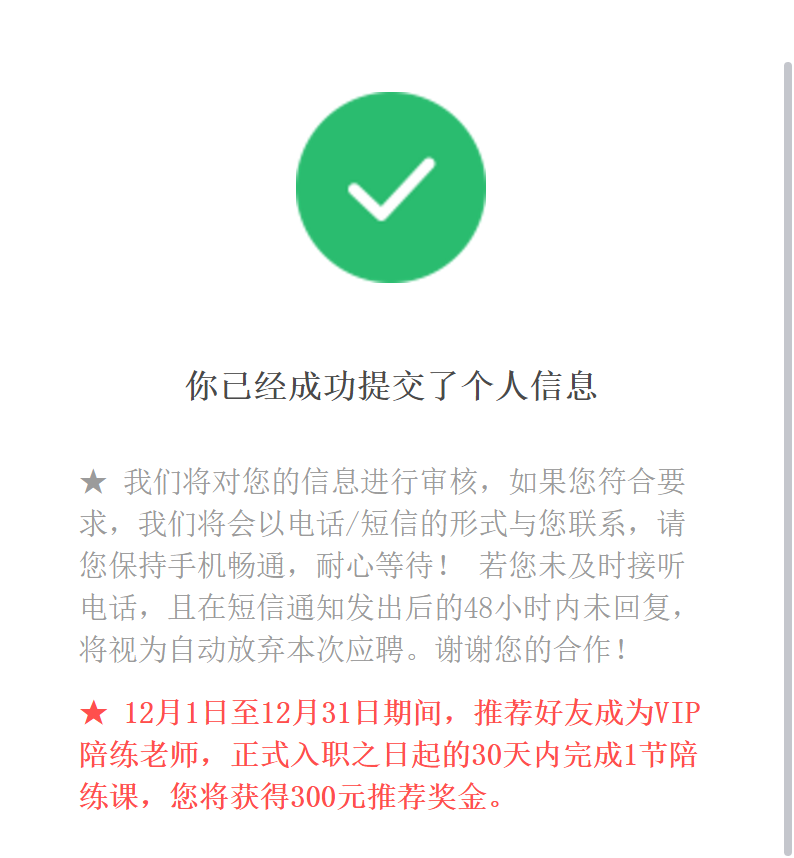 你已经成功提交了个人信息
★ 我们将对您的信息进行审核，如果您符合要
求，我们将会以电话/短信的形式与您联系，请
您保持手机畅通，耐心等待！ 若您未及时接听
电话，且在短信通知发出后的48小时内未回复，
将视为自动放弃本次应聘。谢谢您的合作！
★ 12月1日至12月31日期间，推荐好友成为VIP
陪练老师，正式入职之日起的30天内完成1节陪
练课，您将获得300元推荐奖金。